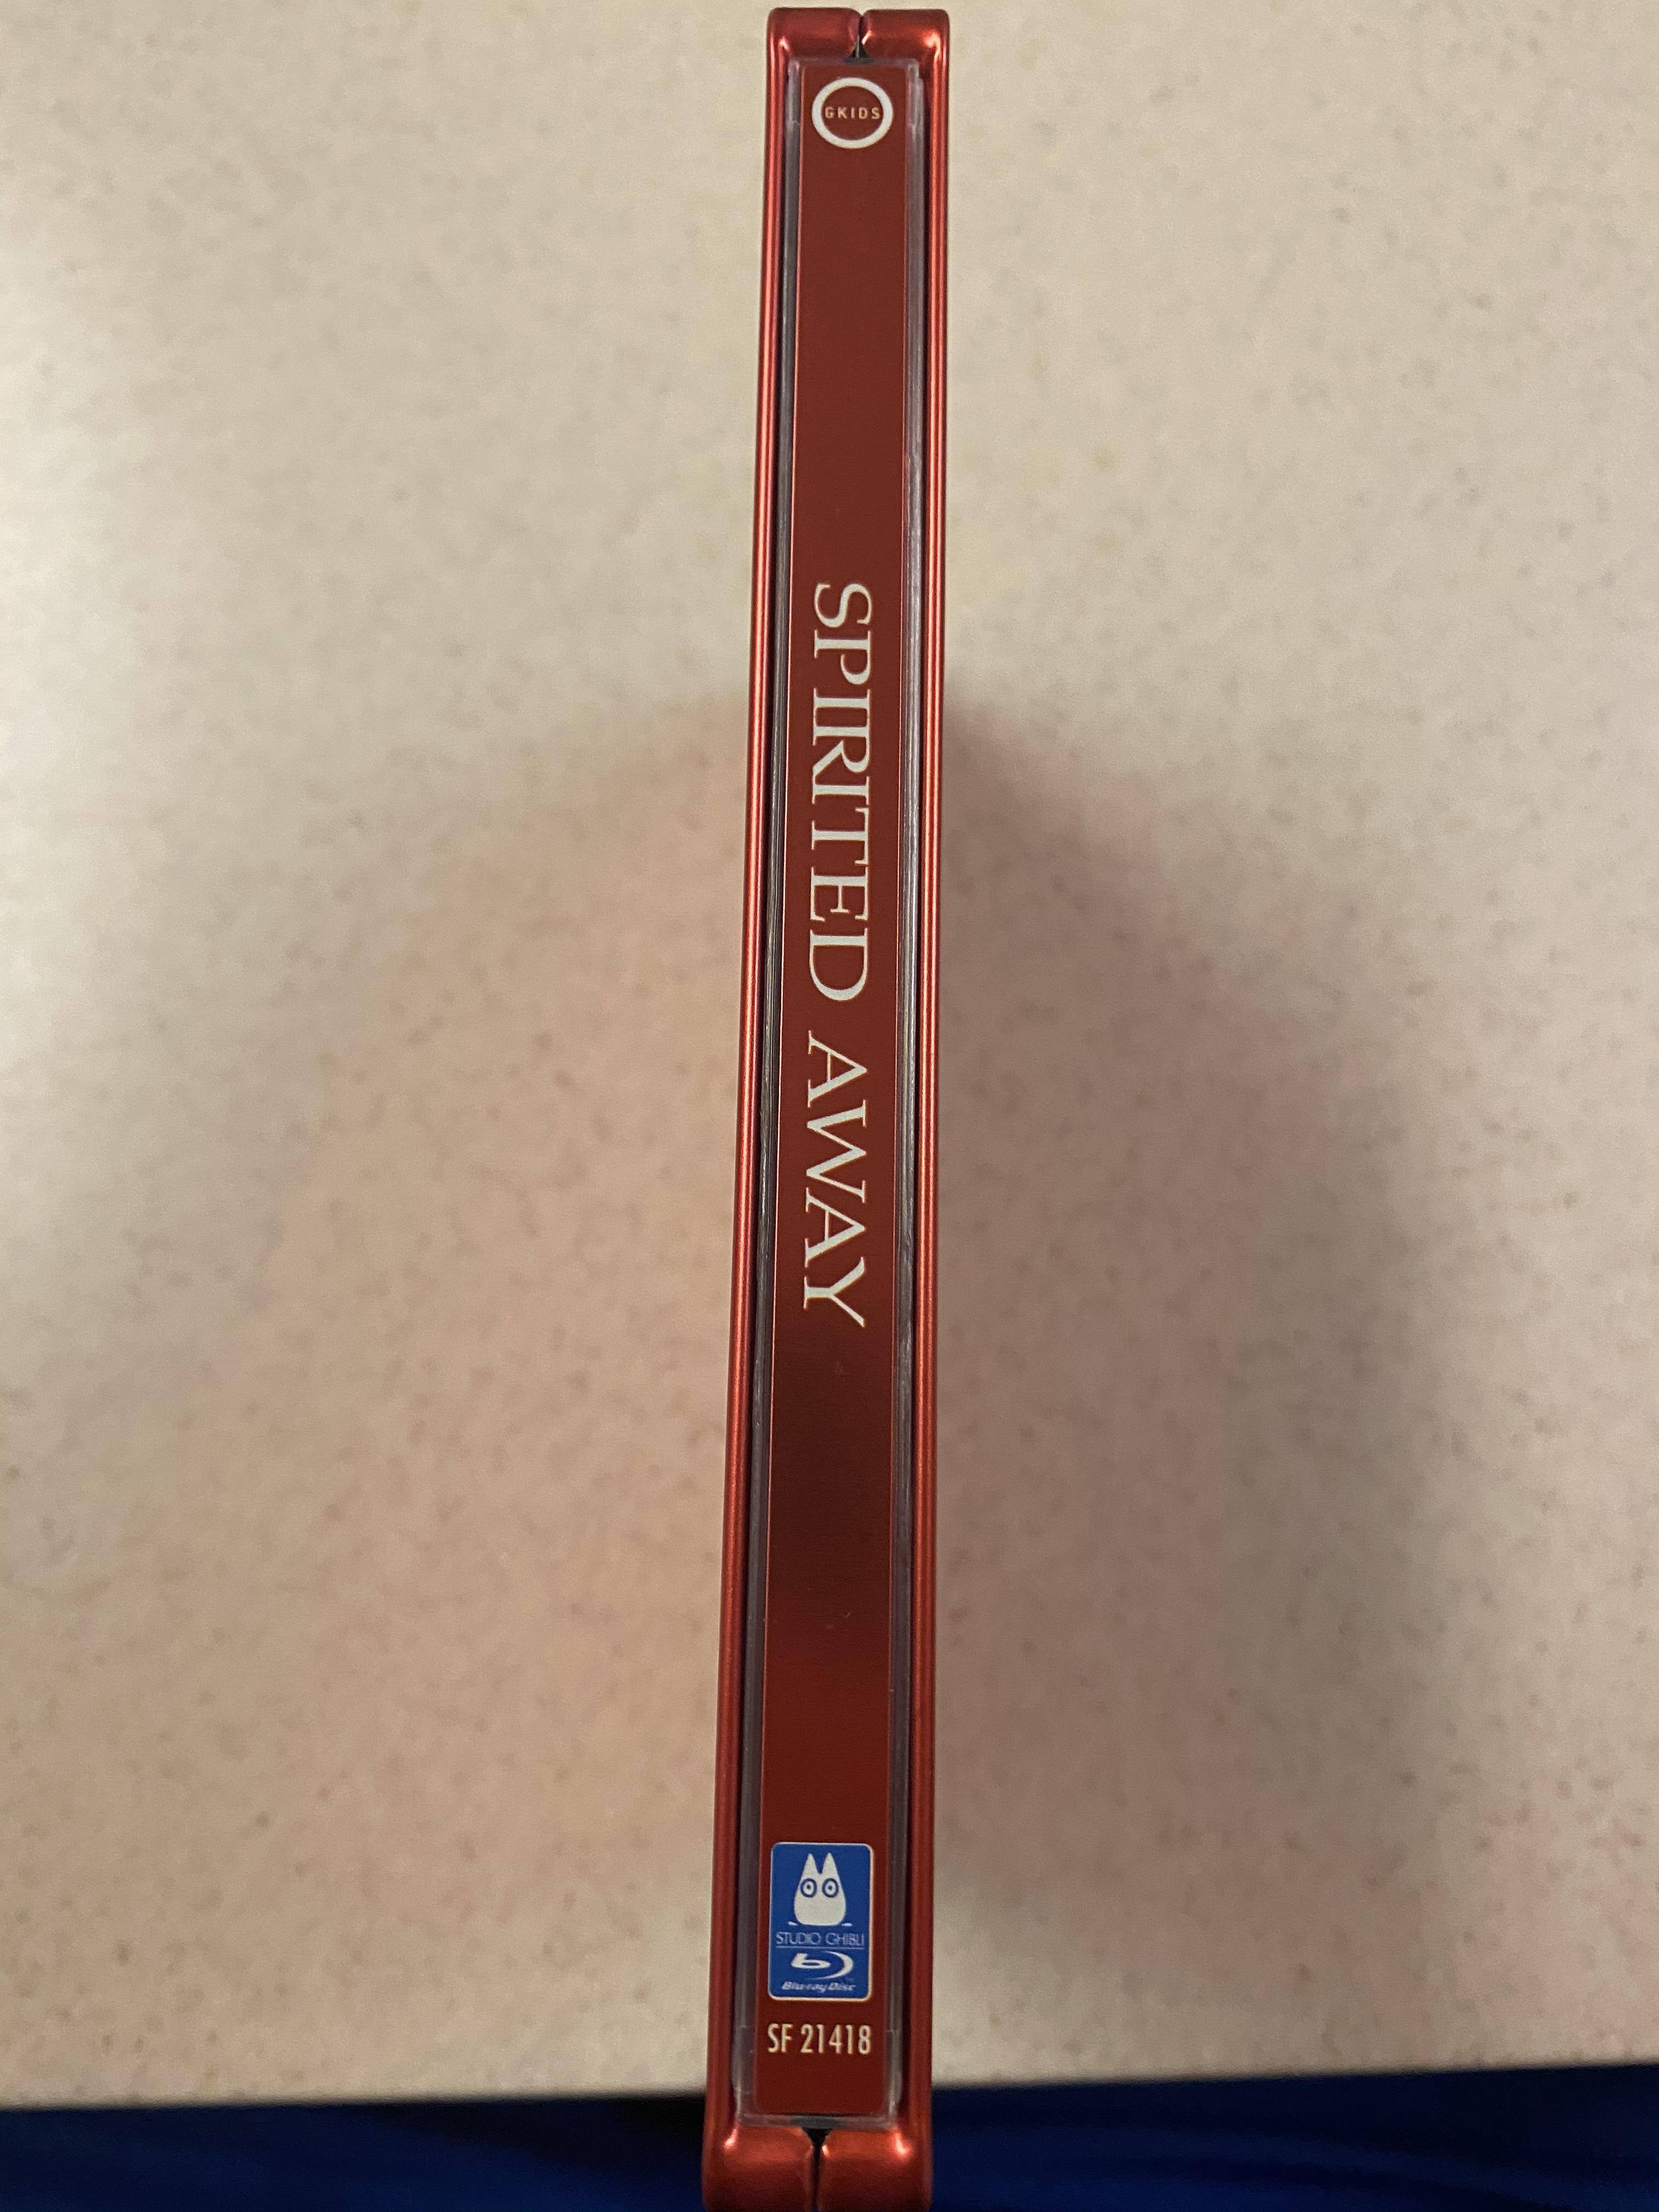 GKIDS
SPIRITED AWAY
STUDIO GHIBLI
Blu-ray Disc
SF 21418